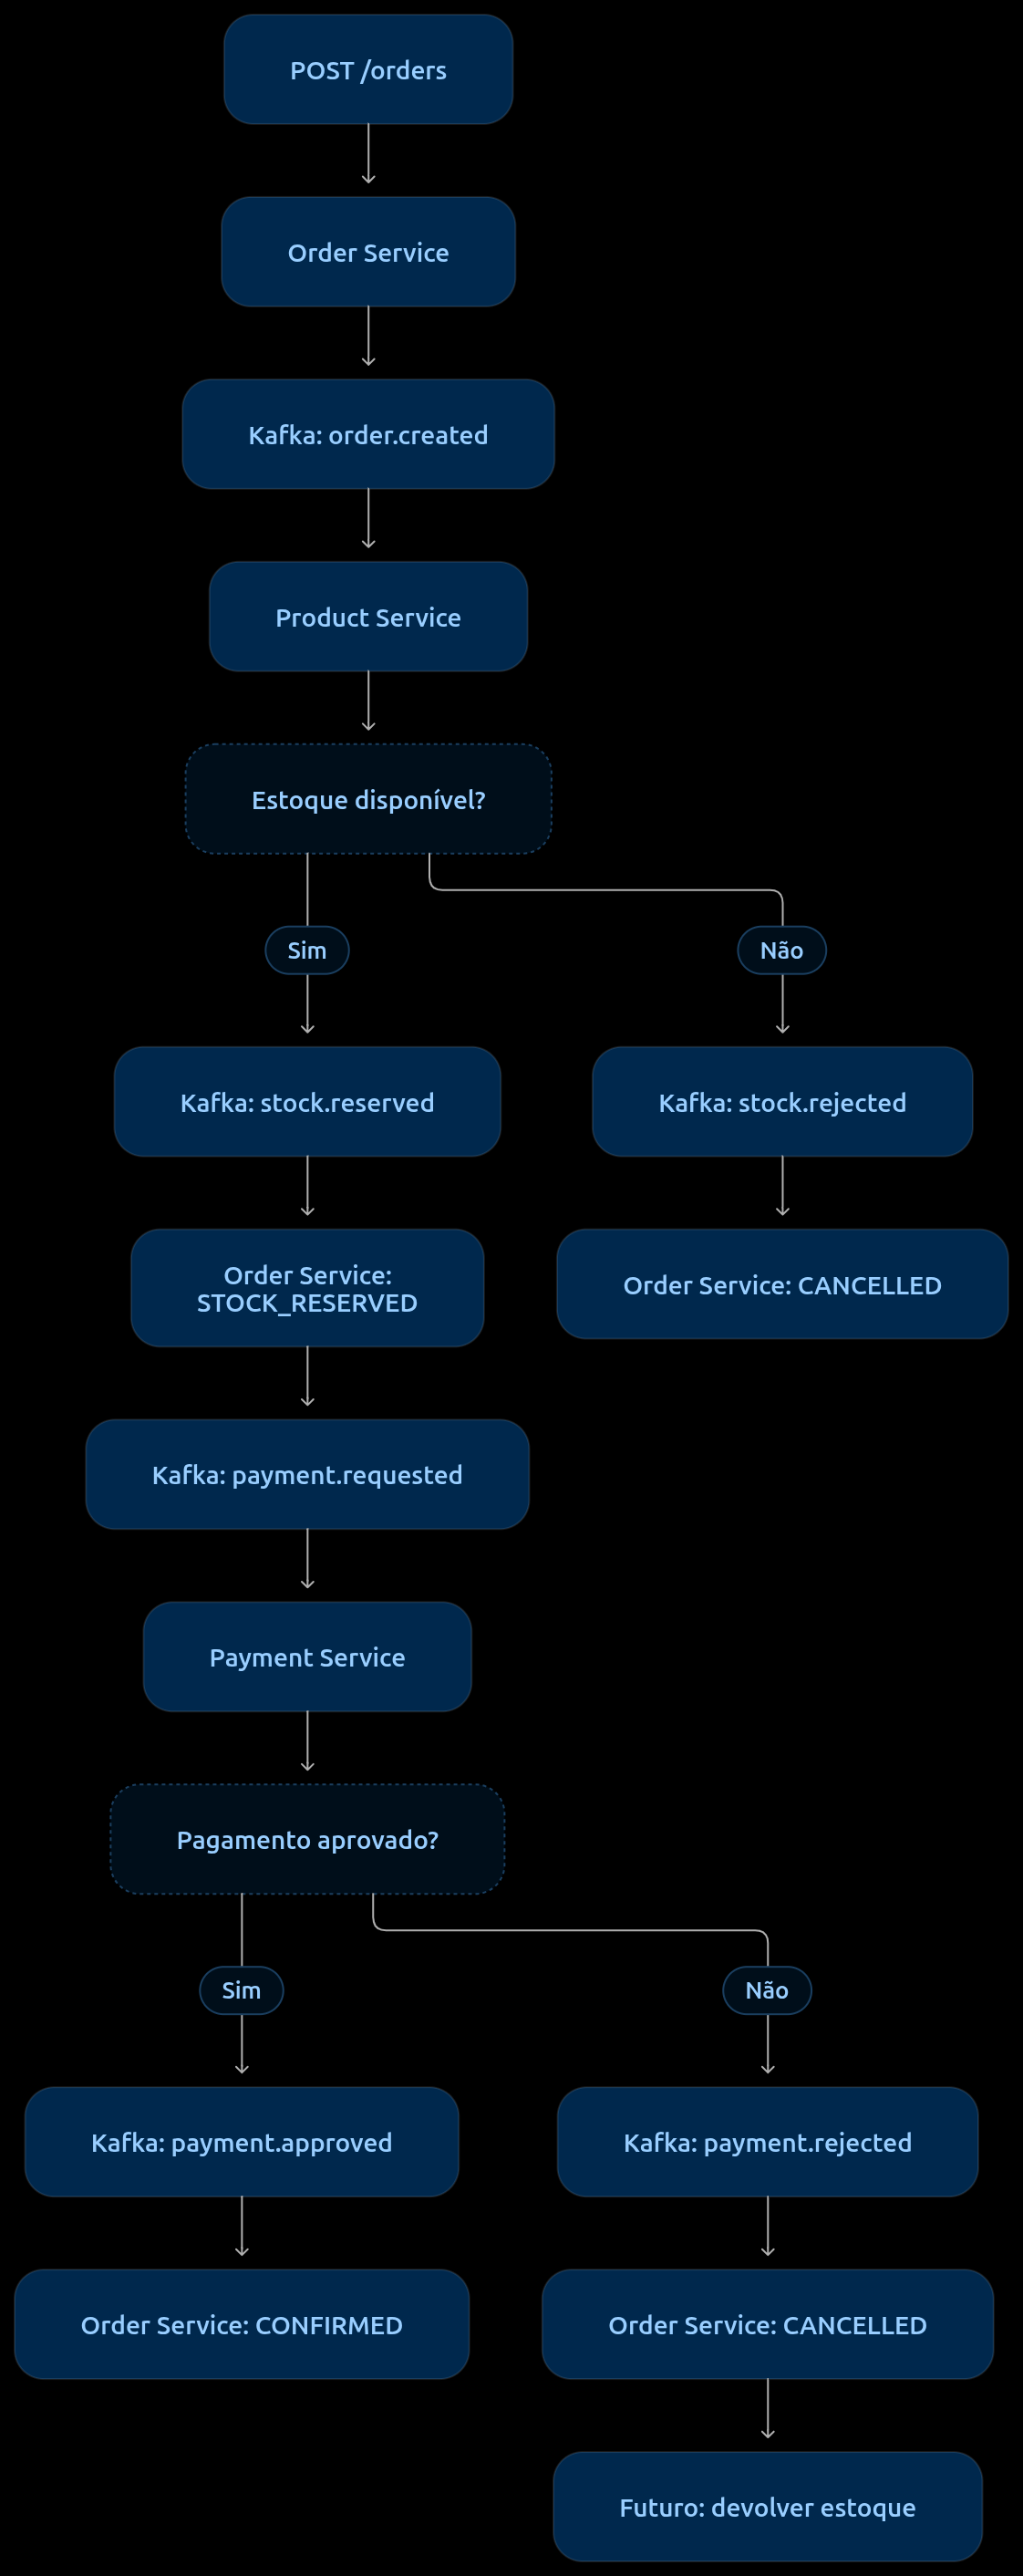 POST /orders
Order Service
Kafka: order.created
Product Service
Estoque disponível?
Sim
Não
Kafka: stock.reserved
Kafka: stock.rejected
Order Service:
STOCK_RESERVED
Order Service: CANCELLED
Kafka: payment.requested
Payment Service
Pagamento aprovado?
Sim
Não
Kafka: payment.approved
Kafka: payment.rejected
Order Service: CONFIRMED
Order Service: CANCELLED
Futuro: devolver estoque